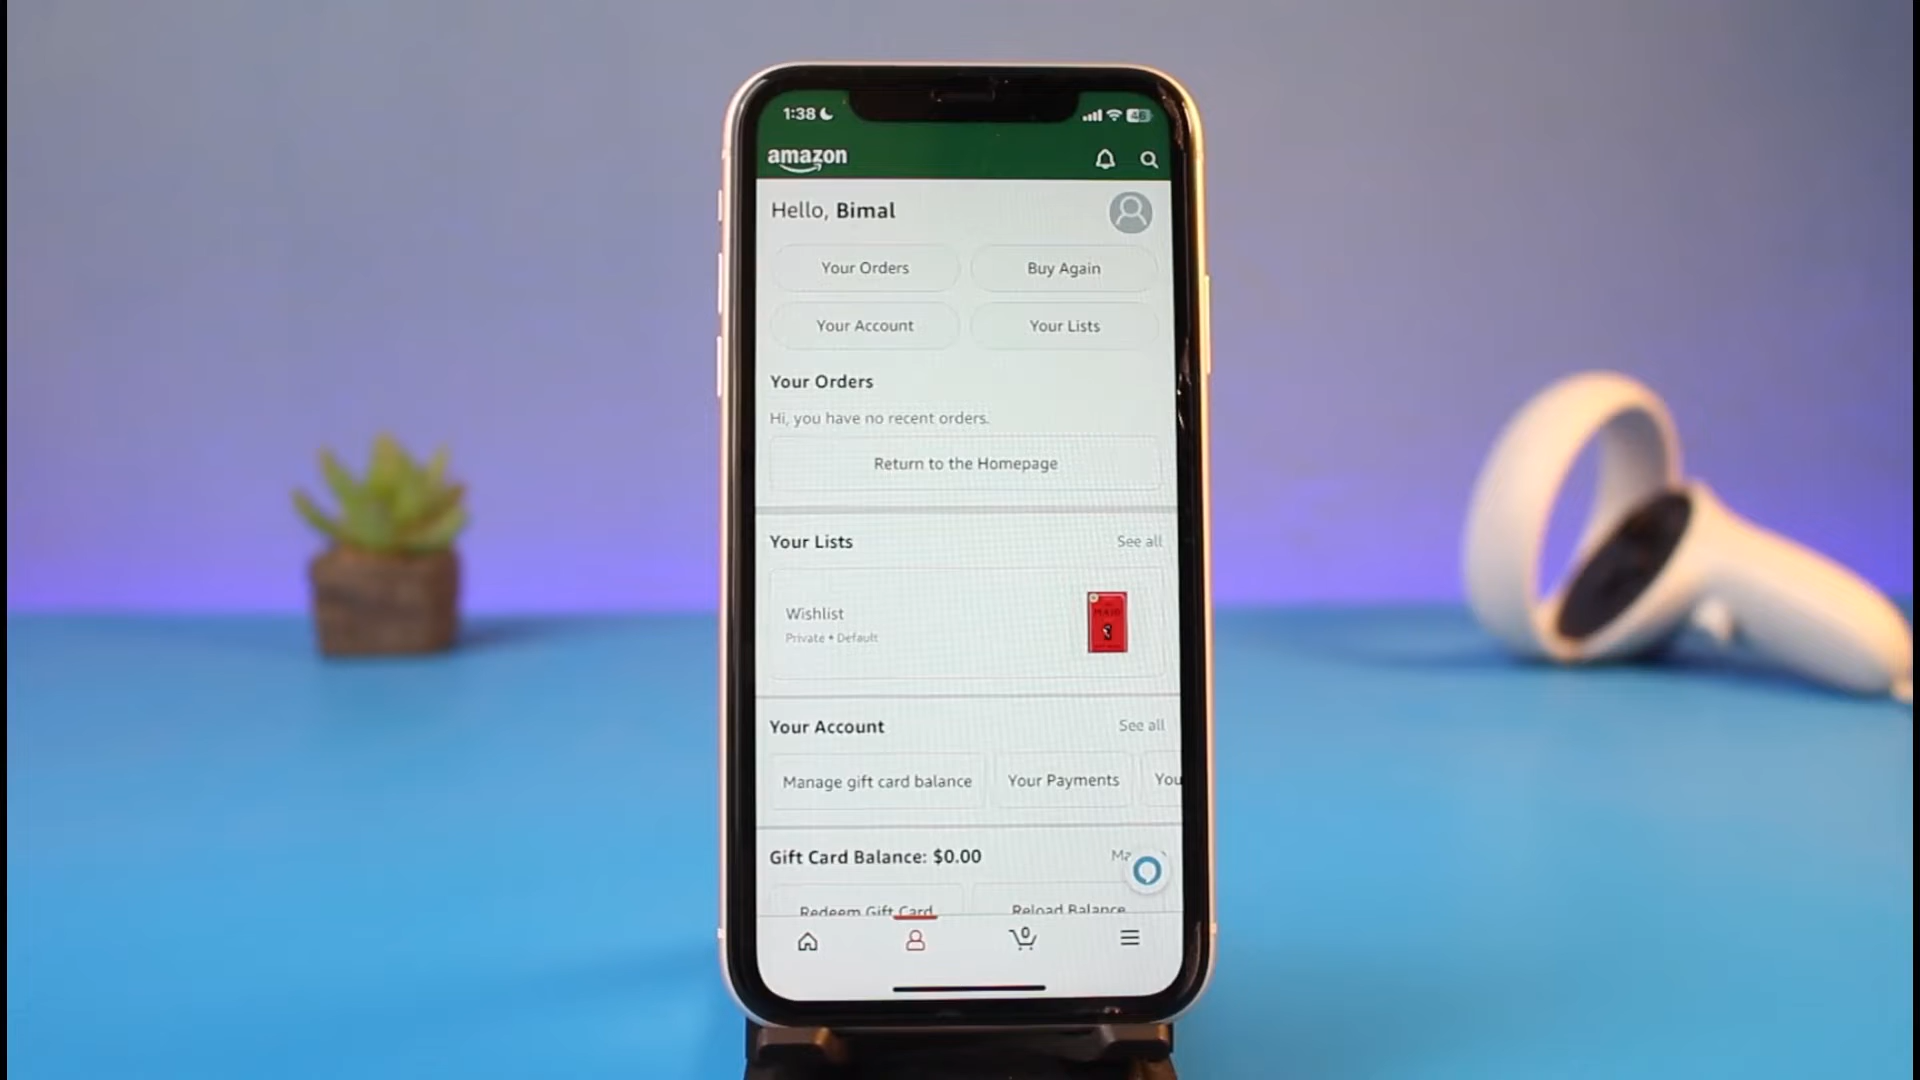 1:38
46
amazon
Hello, Bimal
Your Orders
Buy Again
Your Account
Your Lists
Your Orders
Hi, you have no recent orders.
Return to the Homepage
Your Lists
See all
Wishlist
Private • Default
Your Account
See all
Manage gift card balance
Your Payments
You
Gift Card Balance: $0.00
Redeem Gift Card
Reload Balance
0